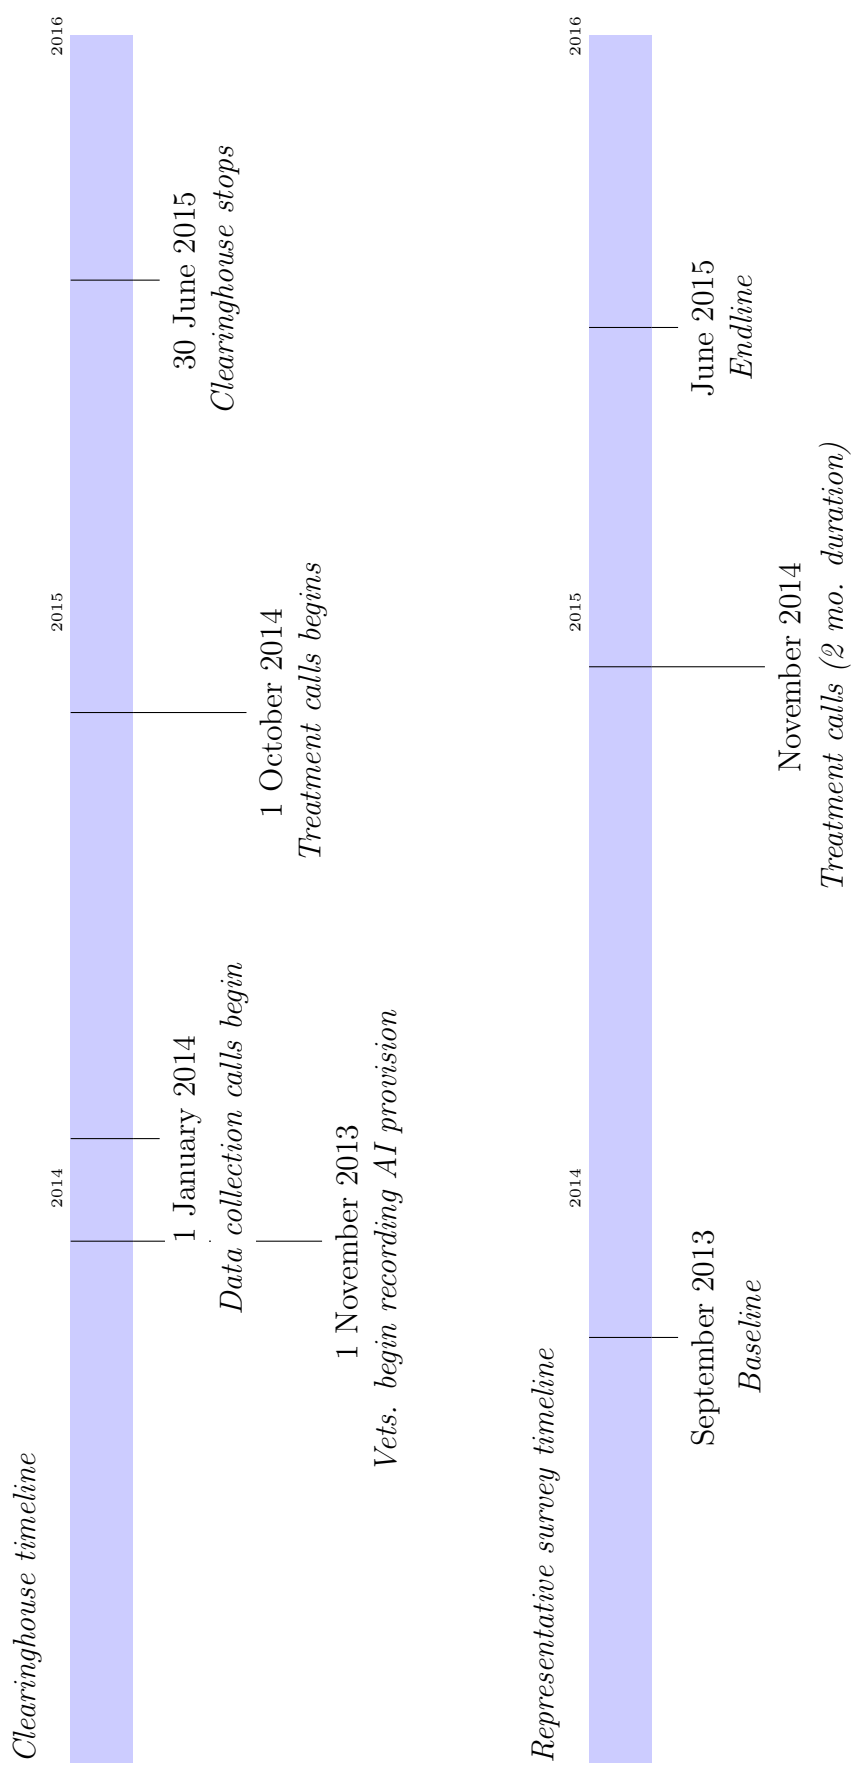 Clearinghouse timeline
2014
2015
2016
1 January 2014
Data collection calls begin
30 June 2015
Clearinghouse stops
1 October 2014
Treatment calls begins
1 November 2013
Vets. begin recording AI provision
Representative survey timeline
2014
2015
2016
September 2013
Baseline
June 2015
Endline
November 2014
Treatment calls (2 mo. duration)